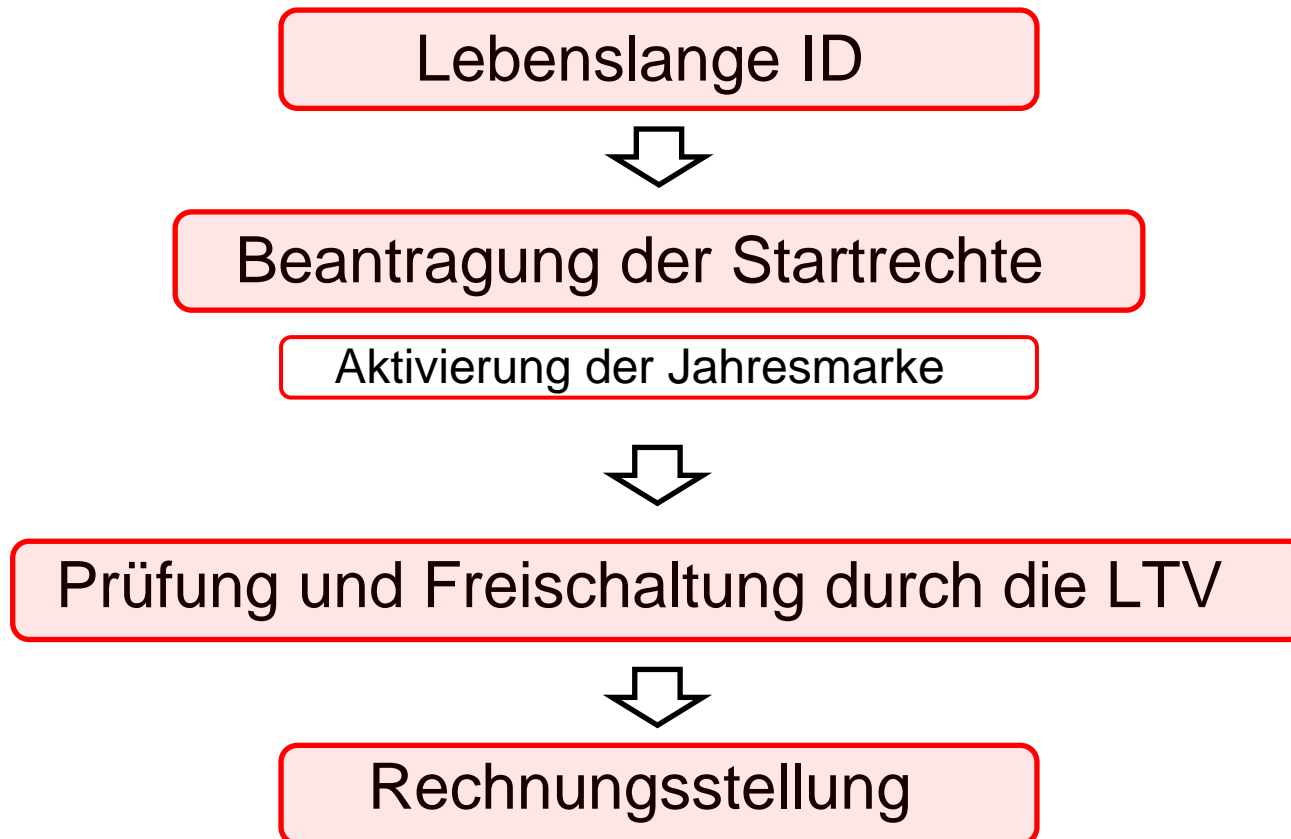 Lebenslange ID
Beantragung der Startrechte
Aktivierung der Jahresmarke
Prüfung und Freischaltung durch die LTV
Rechnungsstellung